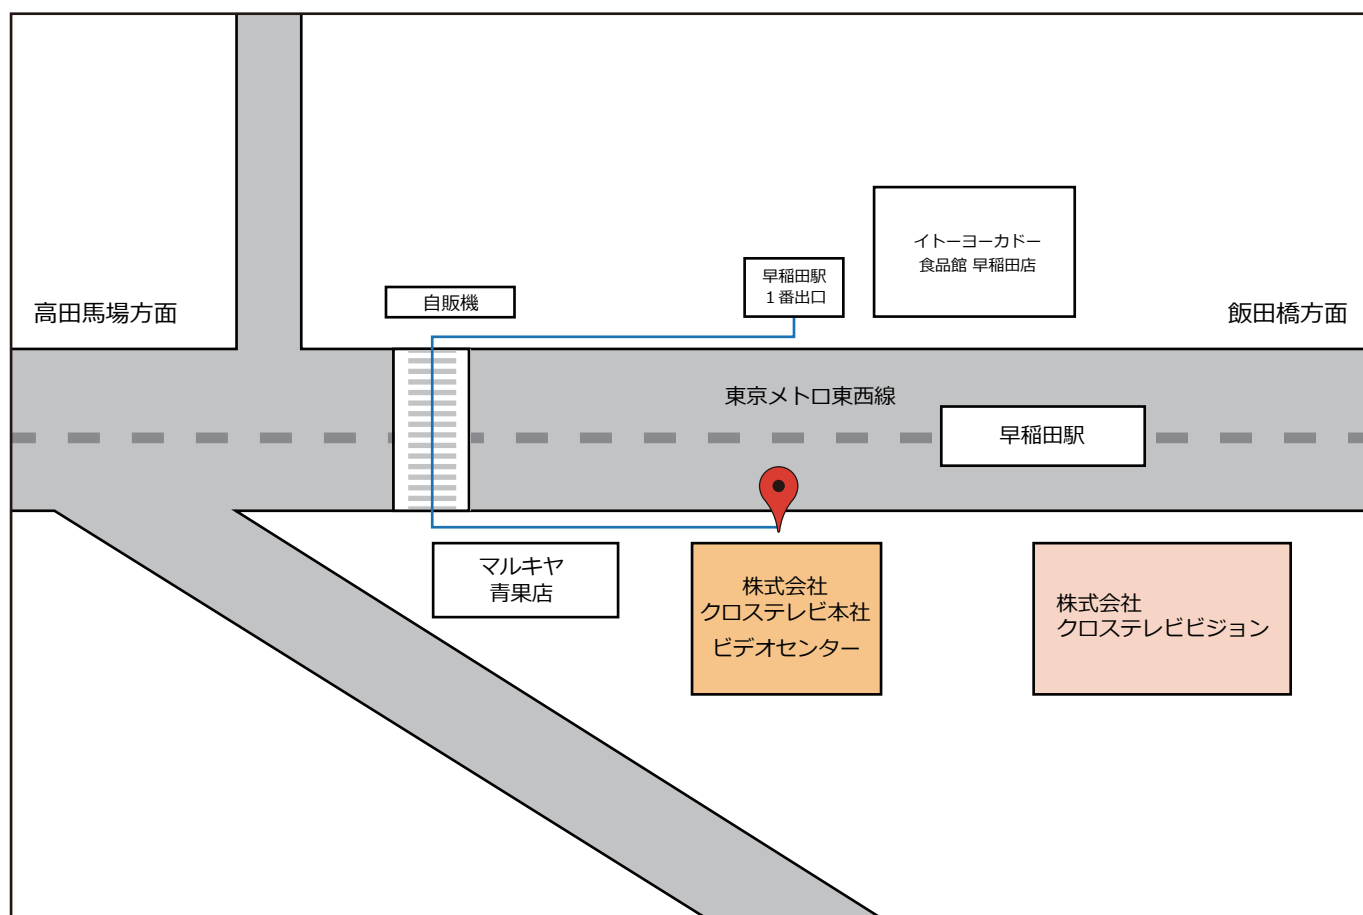 イトーヨーカドー
食品館 早稲田店
早稲田駅
1 番出口
自販機
高田馬場方面
飯田橋方面
東京メトロ東西線
早稲田駅
マルキヤ
青果店
株式会社
クロステレビ本社
ビデオセンター
株式会社
クロステレビビジョン